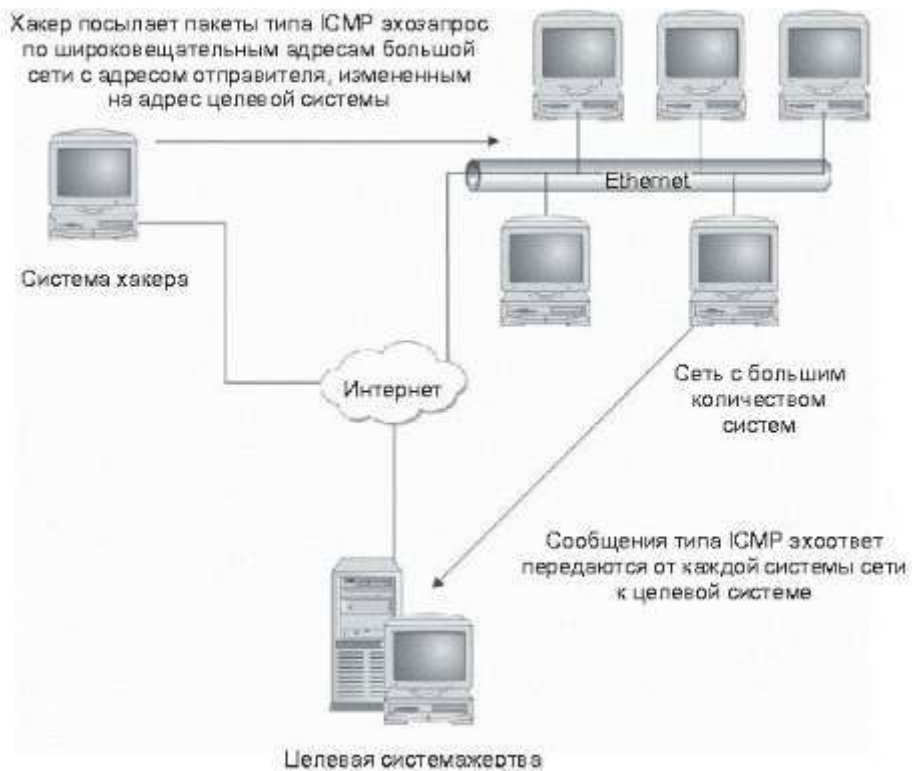 Хакер посылает пакеты типа ICMP эхозапрос
по широковещательным адресам большой
сети с адресом отправителя, измененным
на адрес целевой системы
Ethernet
Система хакера
Интернет
Сеть с большим
количеством
систем
Сообщения типа ICMP эхоответ
передаются от каждой системы сети
к целевой системе
Целевая системажертва